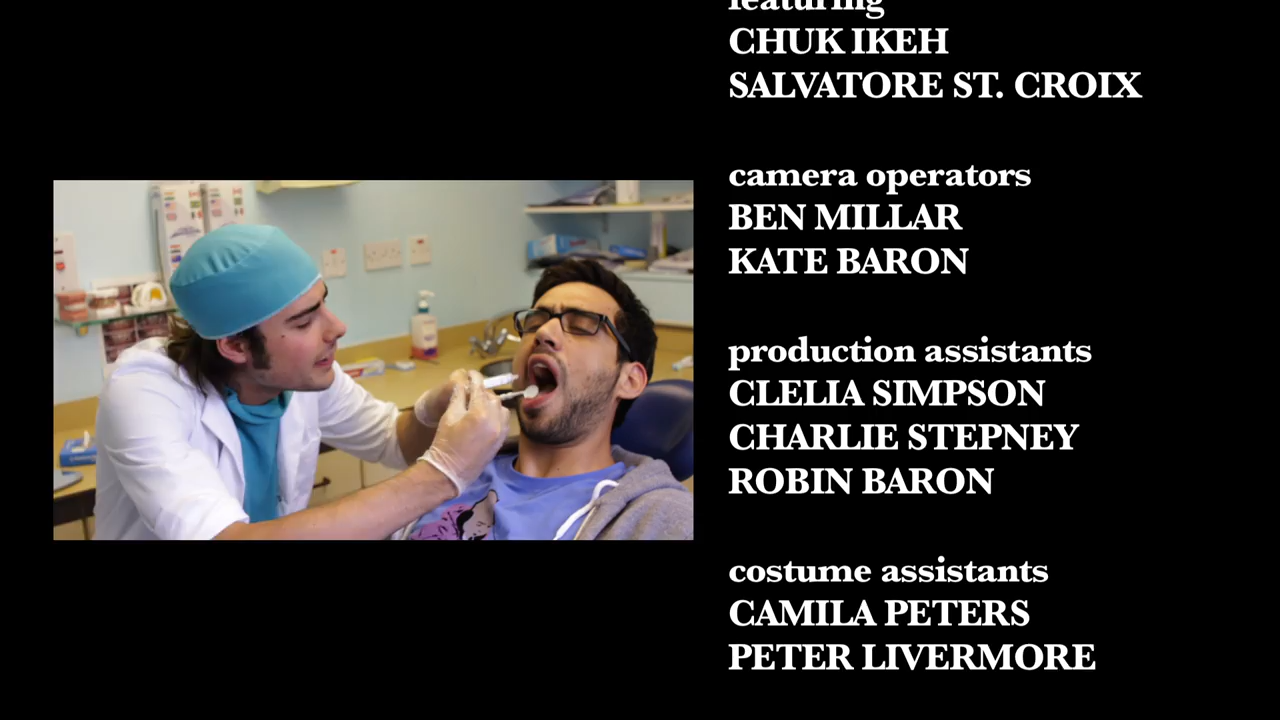 featuring
CHUK IKEH
SALVATORE ST. CROIX
camera operators
BEN MILLAR
KATE BARON
production assistants
CLELIA SIMPSON
CHARLIE STEPNEY
ROBIN BARON
costume assistants
CAMILA PETERS
PETER LIVERMORE